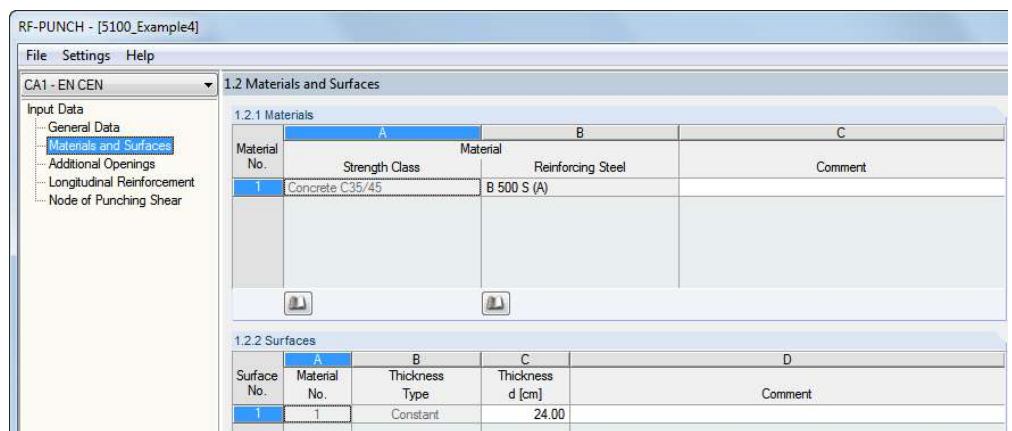 RF-PUNCH - [5100_Example4]
File Settings Help
CA1 - EN CEN
1.2 Materials and Surfaces
Input Data
General Data
Materials and Surfaces
Additional Openings
Longitudinal Reinforcement
Node of Punching Shear
1.2.1 Materials
A B C
Material No.
Material
Strength Class Reinforcing Steel Comment
1 Concrete C35/45 B 500 S (A)
1.2.2 Surfaces
A B C D
Surface Material Thickness Thickness
No. No. Type d [cm] Comment
1 1 Constant 24.00